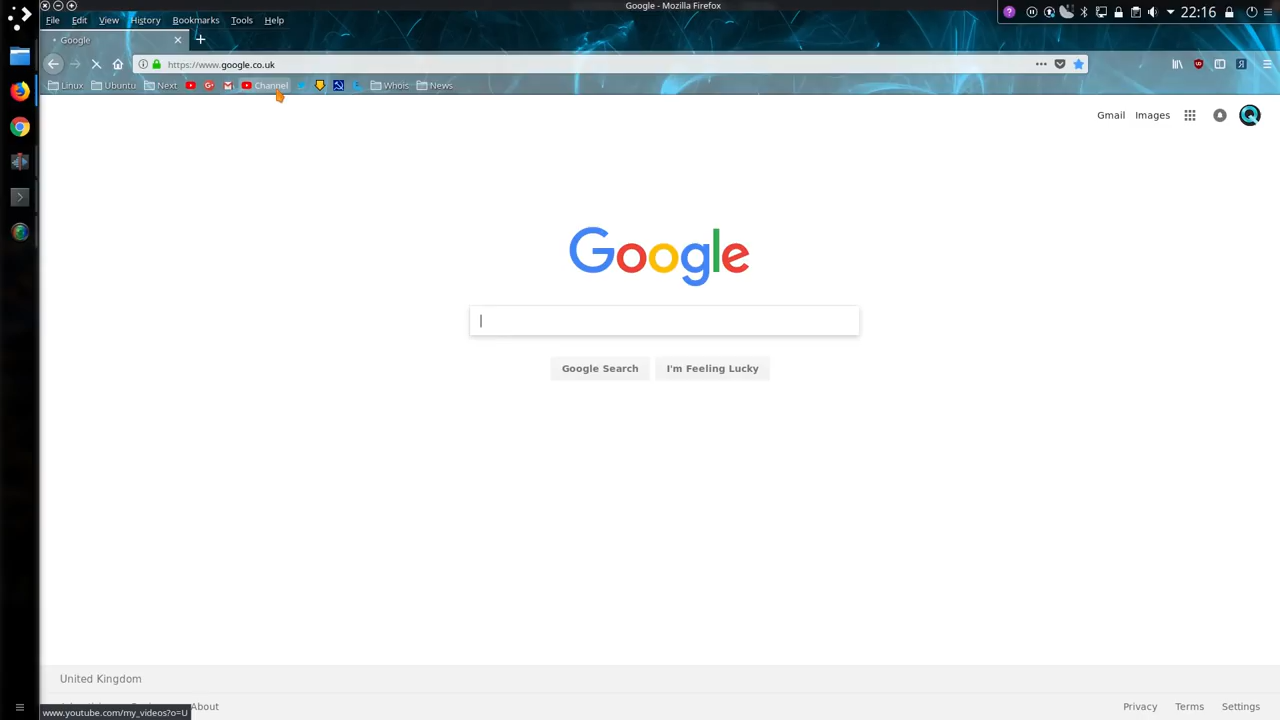 Google - Mozilla Firefox
22:16
File Edit View History Bookmarks Tools Help
Google
https://www.google.co.uk
Linux Ubuntu Next Channel Whois News
Gmail Images
Google
Google Search I'm Feeling Lucky
United Kingdom
About Privacy Terms Settings
www.youtube.com/my_videos?o=U